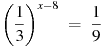 (1/3)^{x−8} = 1/9